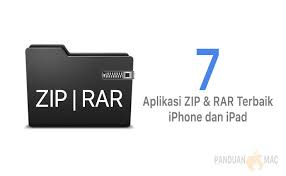 ZIP | RAR
7
Aplikasi ZIP & RAR Terbaik
iPhone dan iPad
PANDUAN MAC